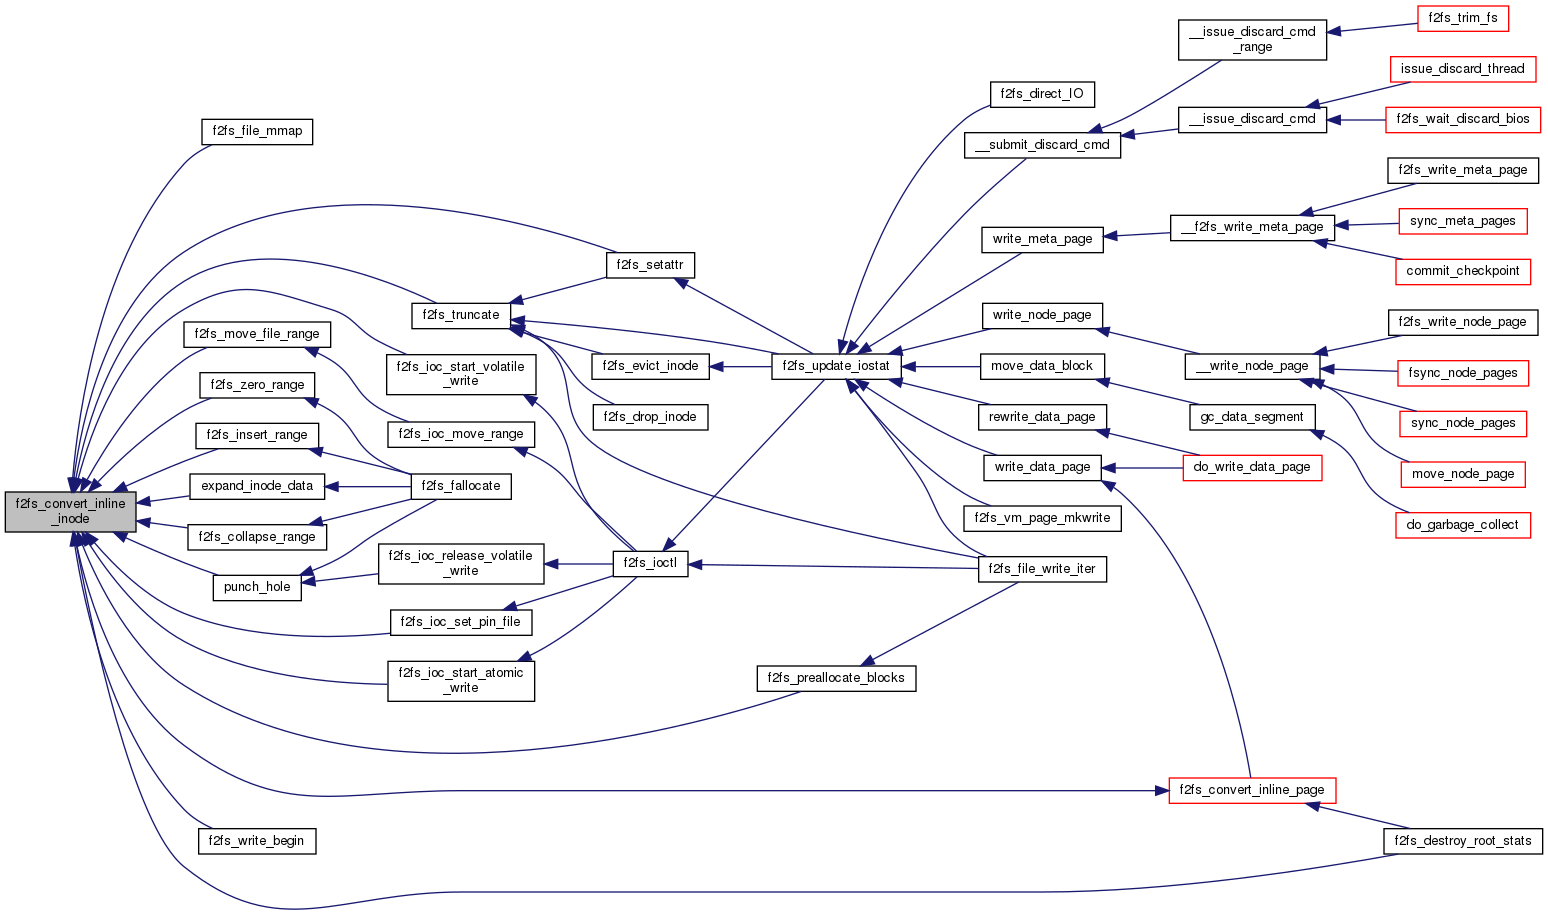 f2fs_convert_inline
_inode
f2fs_file_mmap
f2fs_move_file_range
f2fs_zero_range
f2fs_insert_range
expand_inode_data
f2fs_collapse_range
punch_hole
f2fs_write_begin
f2fs_truncate
f2fs_ioc_start_volatile
_write
f2fs_ioc_move_range
f2fs_fallocate
f2fs_ioc_release_volatile
_write
f2fs_ioc_set_pin_file
f2fs_ioc_start_atomic
_write
f2fs_setattr
f2fs_evict_inode
f2fs_drop_inode
f2fs_ioctl
f2fs_update_iostat
f2fs_preallocate_blocks
f2fs_direct_IO
__submit_discard_cmd
write_meta_page
write_node_page
move_data_block
rewrite_data_page
write_data_page
f2fs_vm_page_mkwrite
f2fs_file_write_iter
__issue_discard_cmd
_range
__issue_discard_cmd
__f2fs_write_meta_page
__write_node_page
gc_data_segment
do_write_data_page
f2fs_convert_inline_page
f2fs_trim_fs
issue_discard_thread
f2fs_wait_discard_bios
f2fs_write_meta_page
sync_meta_pages
commit_checkpoint
f2fs_write_node_page
fsync_node_pages
sync_node_pages
move_node_page
do_garbage_collect
f2fs_destroy_root_stats